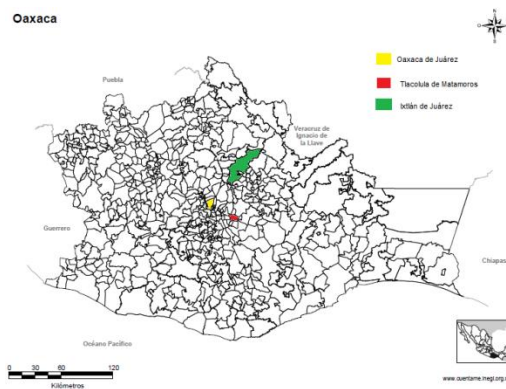 Oaxaca
Oaxaca de Juárez
Tlacolula de Matamoros
Ixtlán de Juárez
Puebla
Veracruz de
Ignacio de
la Llave
Guerrero
Chiapas
Océano Pacífico
0 30 60 120
Kilómetros
www.cuentame.inegi.org.m